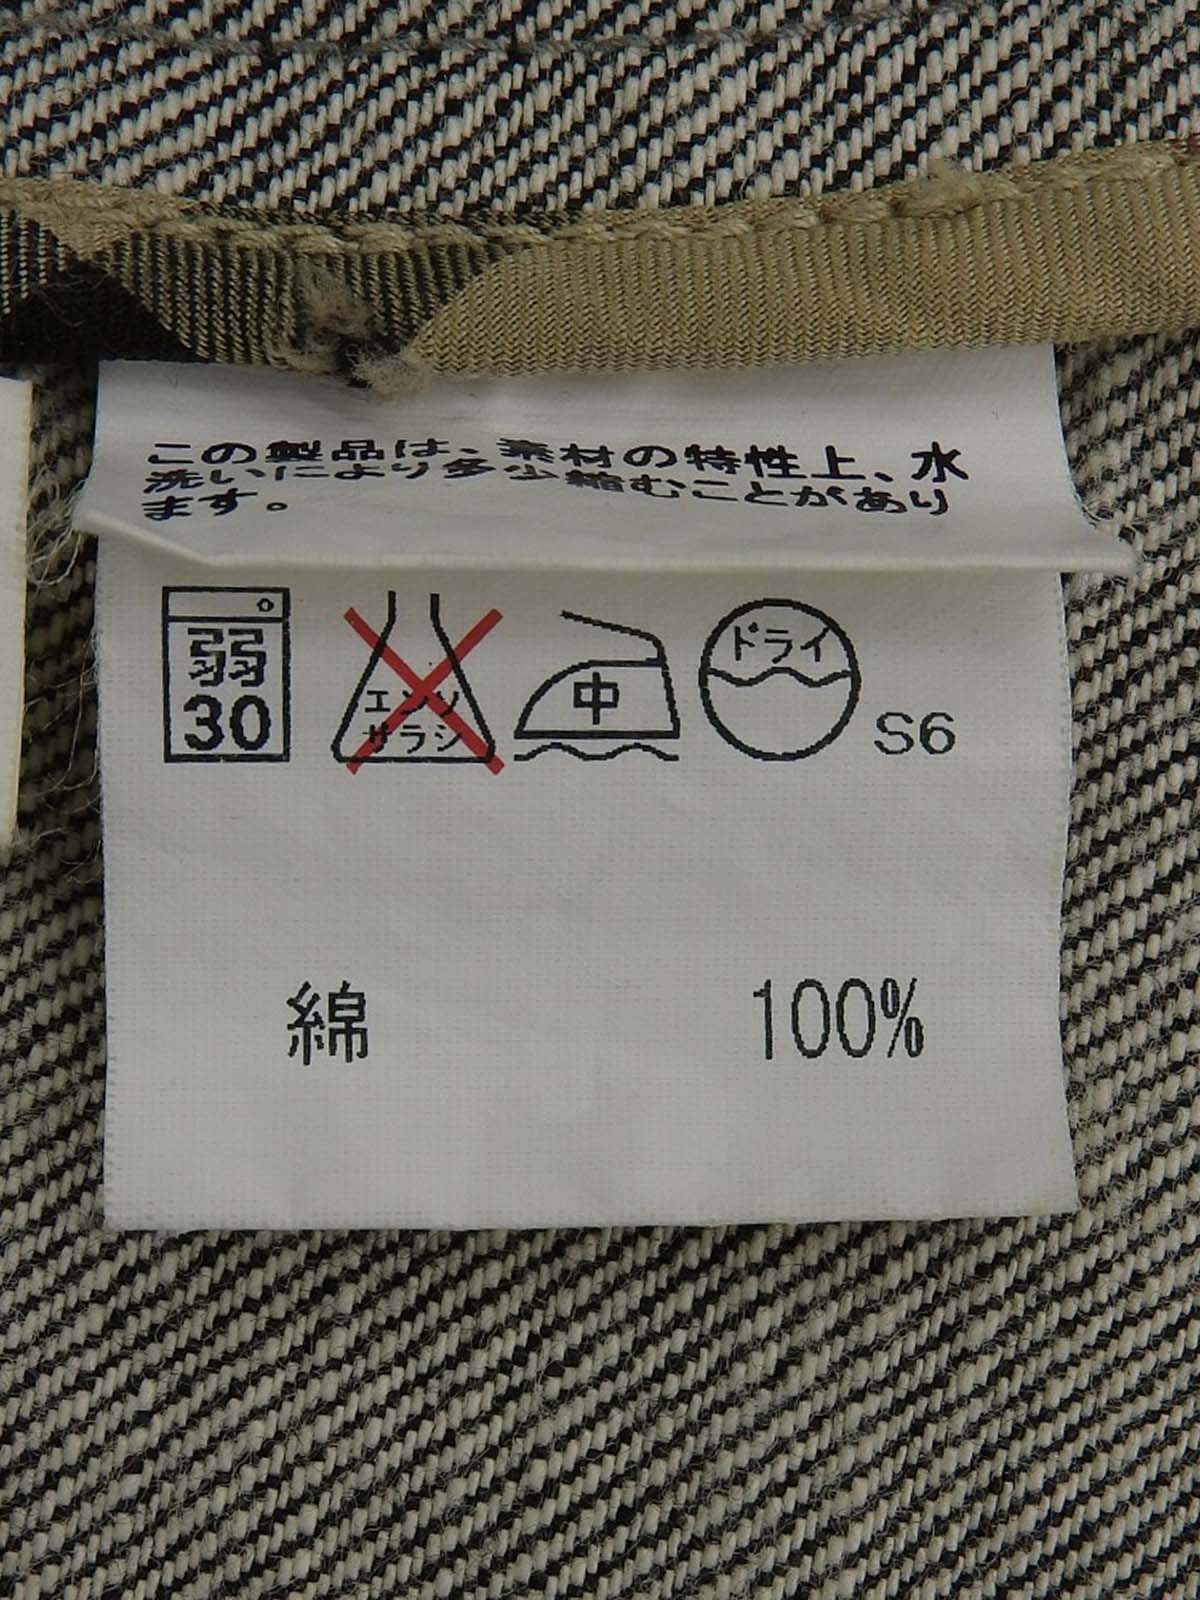 この製品は、素材の特性上、水
洗いにより多少縮むことがあり
ます。
弱
30
エンソ
サラシ
中
ドライ
S6
綿 100%